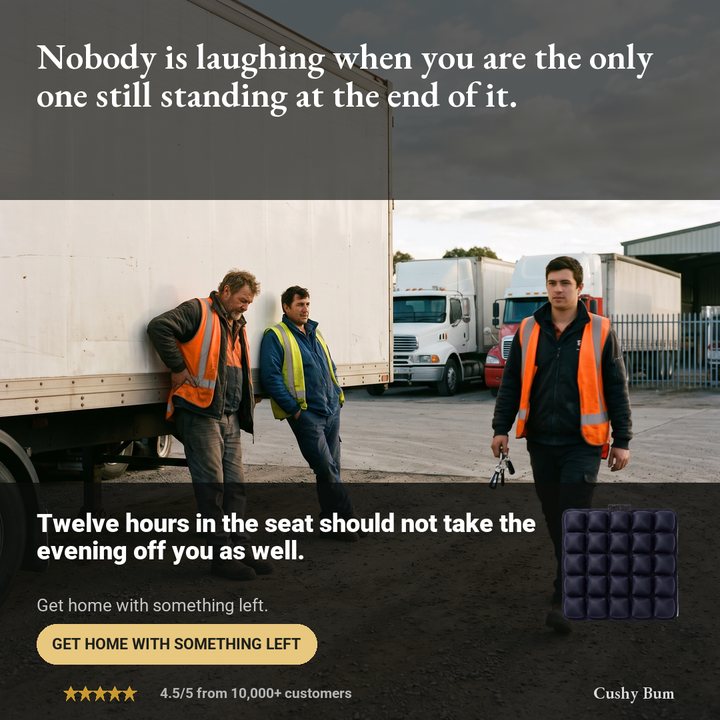 Nobody is laughing when you are the only
one still standing at the end of it.
Twelve hours in the seat should not take the
evening off you as well.
Get home with something left.
GET HOME WITH SOMETHING LEFT
4.5/5 from 10,000+ customers
Cushy Bum